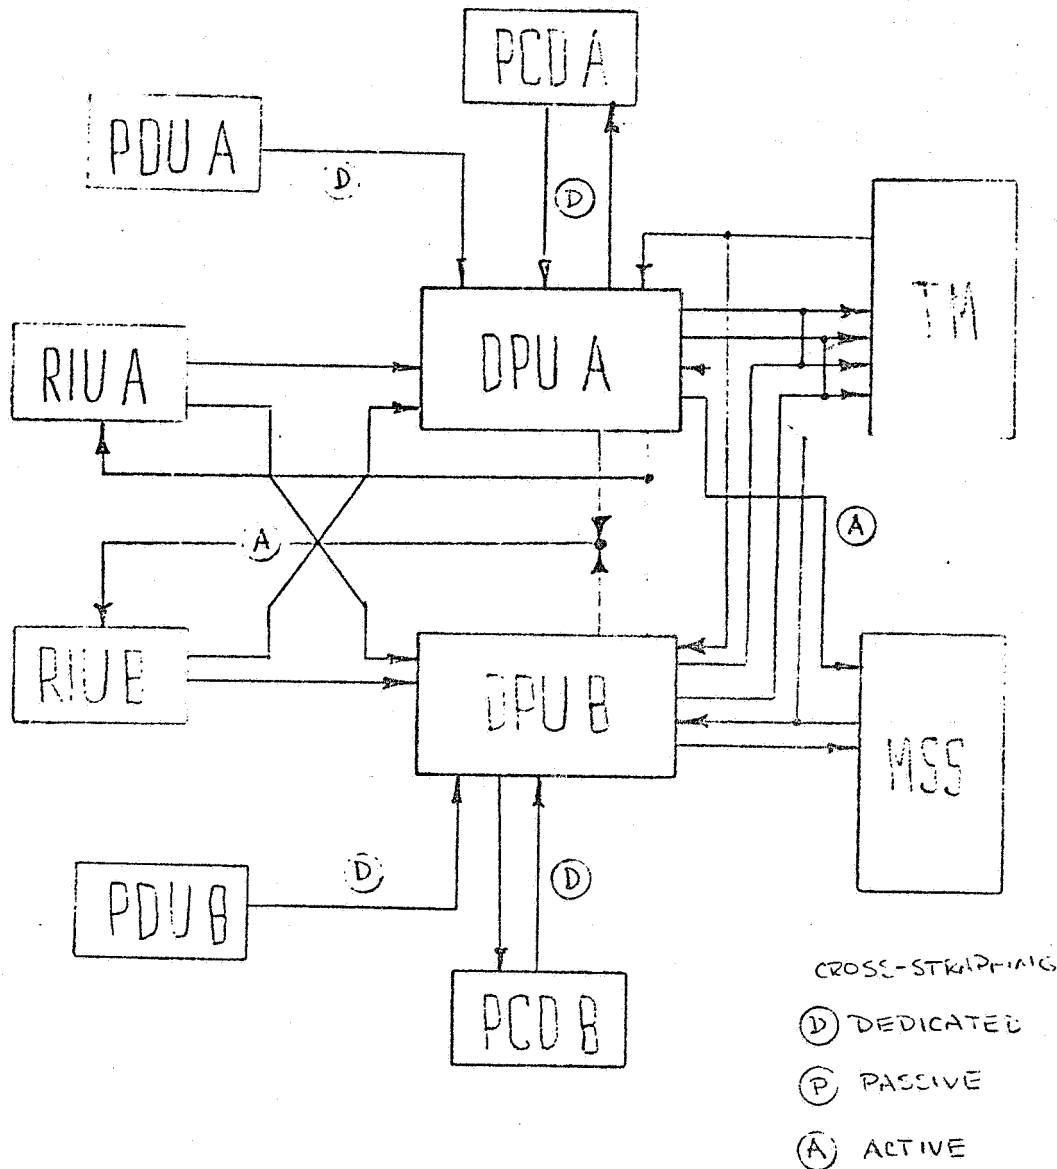 PCD A
PDU A
D
D
TM
RIU A
DPU A
A
A
RIU B
DPU B
MSS
PDU B
D
D
PCD B
CROSS-STRAPPING
D DEDICATED
P PASSIVE
A ACTIVE